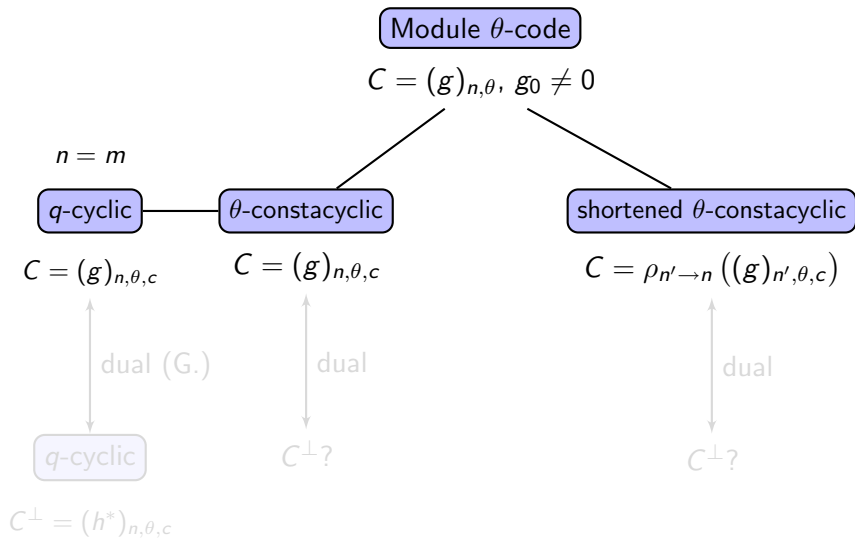 Module θ-code
C = (g)_{n,θ}, g_0 ≠ 0
n = m
q-cyclic
θ-constacyclic
shortened θ-constacyclic
C = (g)_{n,θ,c}
C = (g)_{n,θ,c}
C = ρ_{n'→n} ((g)_{n',θ,c})
dual (G.)
dual
dual
q-cyclic
C^⊥?
C^⊥?
C^⊥ = (h*)_{n,θ,c}